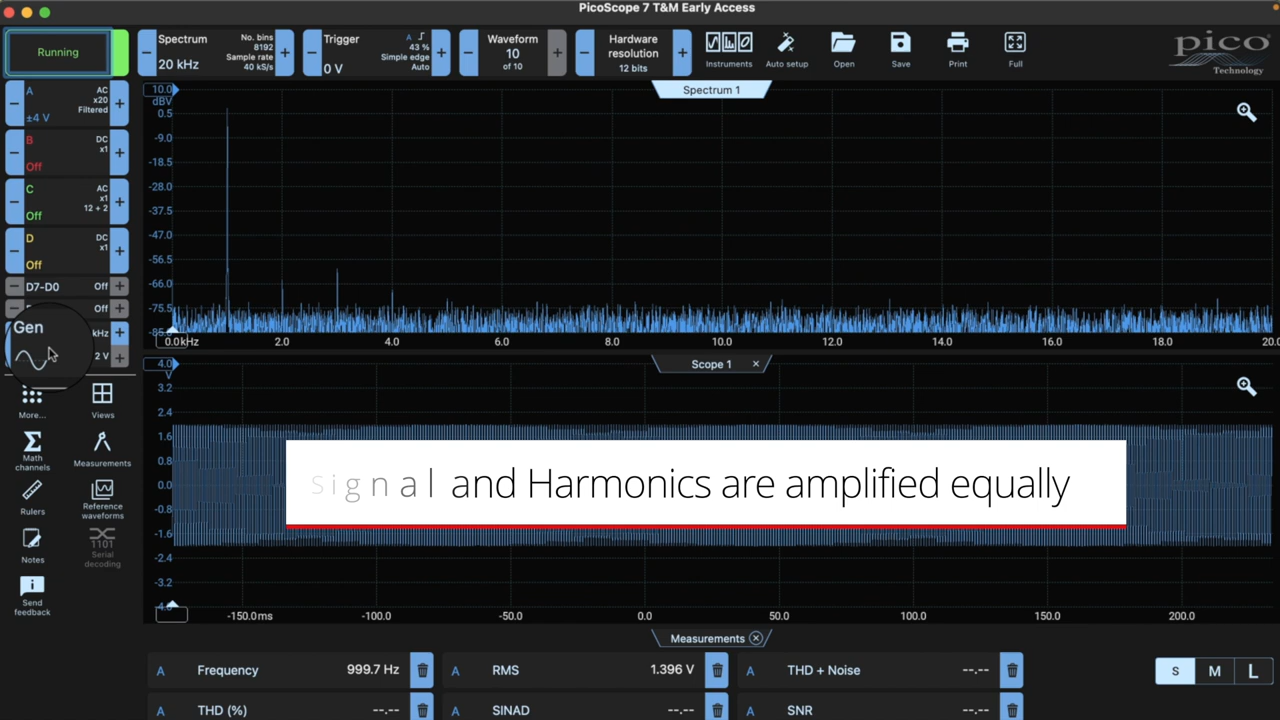 PicoScope 7 T&M Early Access
Running
Spectrum
20 kHz
No. bins
8192
Sample rate
40 kS/s
Trigger
0 V
A
43 %
Simple edge
Auto
Waveform
10
of 10
Hardware
resolution
12 bits
Instruments
Auto setup
Open
Save
Print
Full
pico
Technology
A
±4 V
AC
x20
Filtered
B
Off
DC
x1
C
Off
AC
x1
12 + 2
D
Off
DC
x1
D7-D0
Off
Off
Gen
kHz
2 V
More...
Views
Math
channels
Measurements
Rulers
Reference
waveforms
Notes
1101
Serial
decoding
Send
feedback
Spectrum 1
10.0
dBV
0.5
-9.0
-18.5
-28.0
-37.5
-47.0
-56.5
-66.0
-75.5
0.0 kHz
2.0
4.0
6.0
8.0
10.0
12.0
14.0
16.0
18.0
Scope 1 ×
4.0
V
3.2
2.4
1.6
0.8
0.0
-0.8
-1.6
-2.4
-3.2
Signal and Harmonics are amplified equally
-150.0 ms
-100.0
-50.0
0.0
50.0
100.0
150.0
200.0
Measurements
A Frequency 999.7 Hz
A RMS 1.396 V
A THD + Noise --.--
S M L
A THD (%) --.--
A SINAD --.--
A SNR --.--